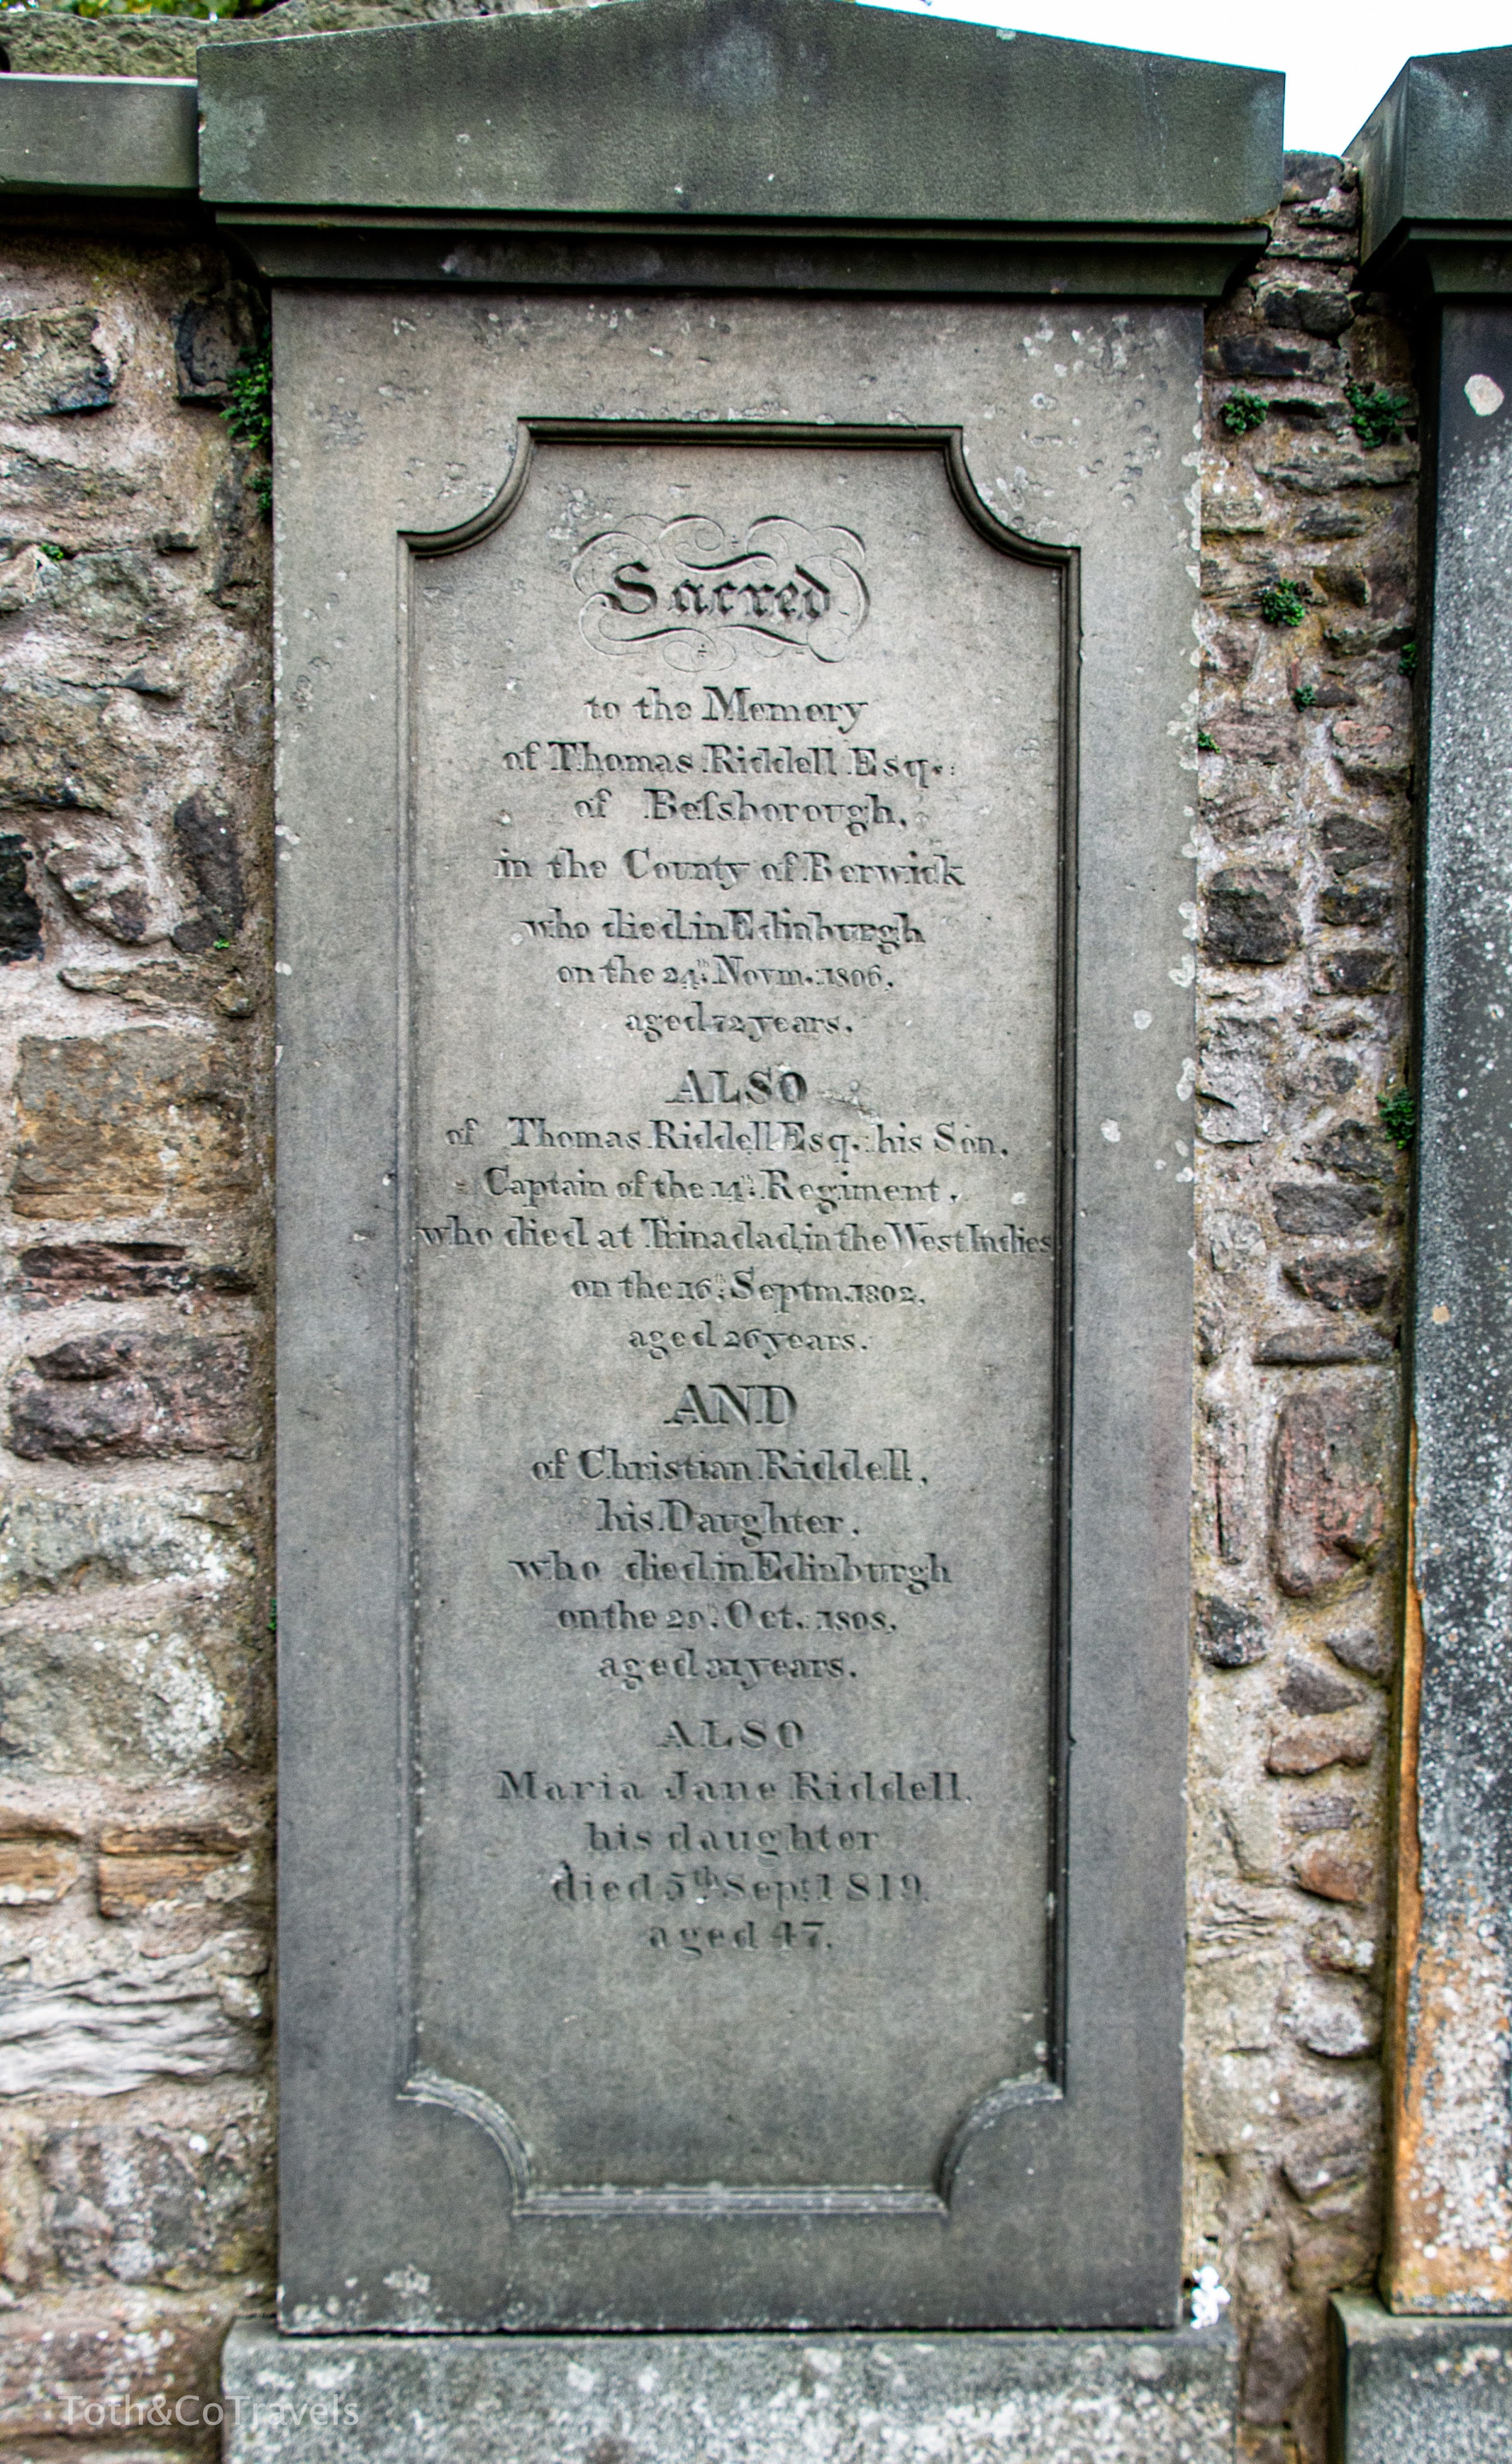 Sacred
to the Memory
of Thomas Riddell Esq.
of Beſsborough,
in the County of Berwick
who died in Edinburgh
on the 24th Novm. 1806,
aged 72 years.
ALSO
of Thomas Riddell Esq. his Son,
Captain of the 14th Regiment,
who died at Trinadad in the West Indies
on the 16th Septm. 1802.
aged 26 years.
AND
of Christian Riddell,
his Daughter,
who died in Edinburgh
on the Oct. 1808,
aged 31 years.
ALSO
Maria Jane Riddell,
his daughter
died 5th Sept 1819.
aged 47.
Toth&CoTravels